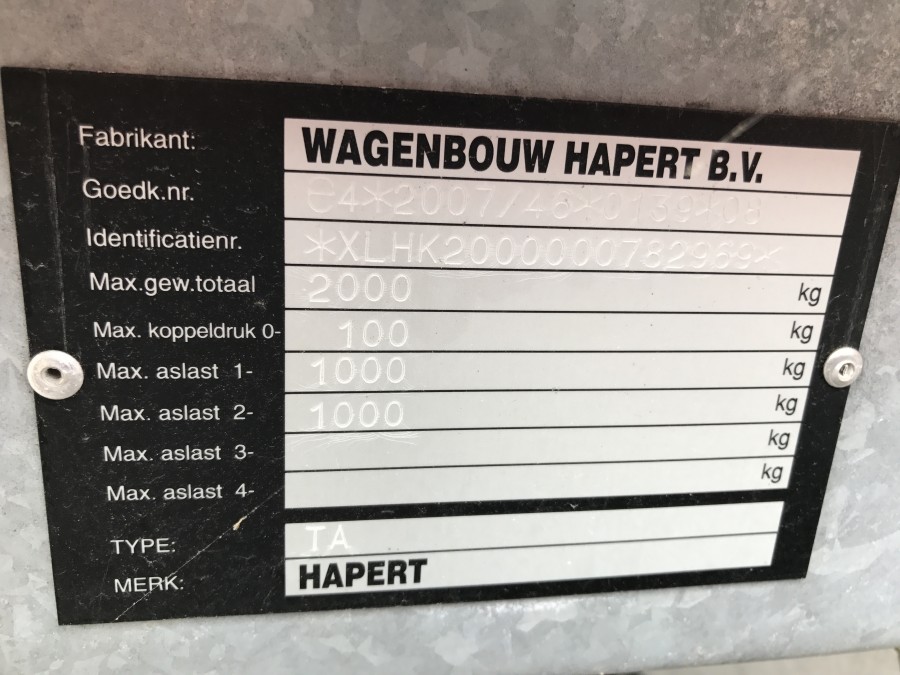 Fabrikant: WAGENBOUW HAPERT B.V.
Goedk.nr. e4*2007/46*0139*08
Identificatienr. *XLHK2000000782969*
Max.gew.totaal 2000 kg
Max. koppeldruk 0- 100 kg
Max. aslast 1- 1000 kg
Max. aslast 2- 1000 kg
Max. aslast 3- kg
Max. aslast 4- kg
TYPE: TA
MERK: HAPERT